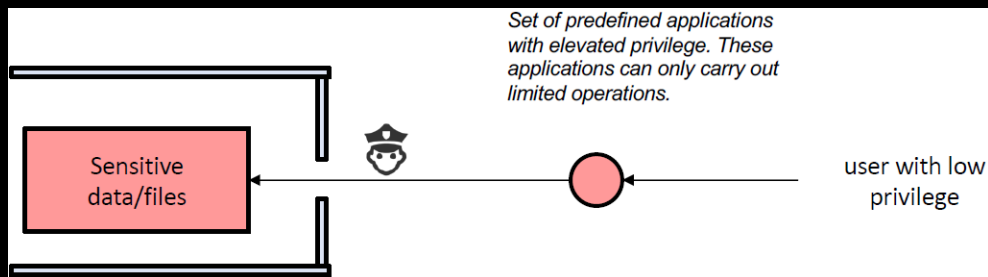 Set of predefined applications
with elevated privilege. These
applications can only carry out
limited operations.
Sensitive
data/files
user with low
privilege